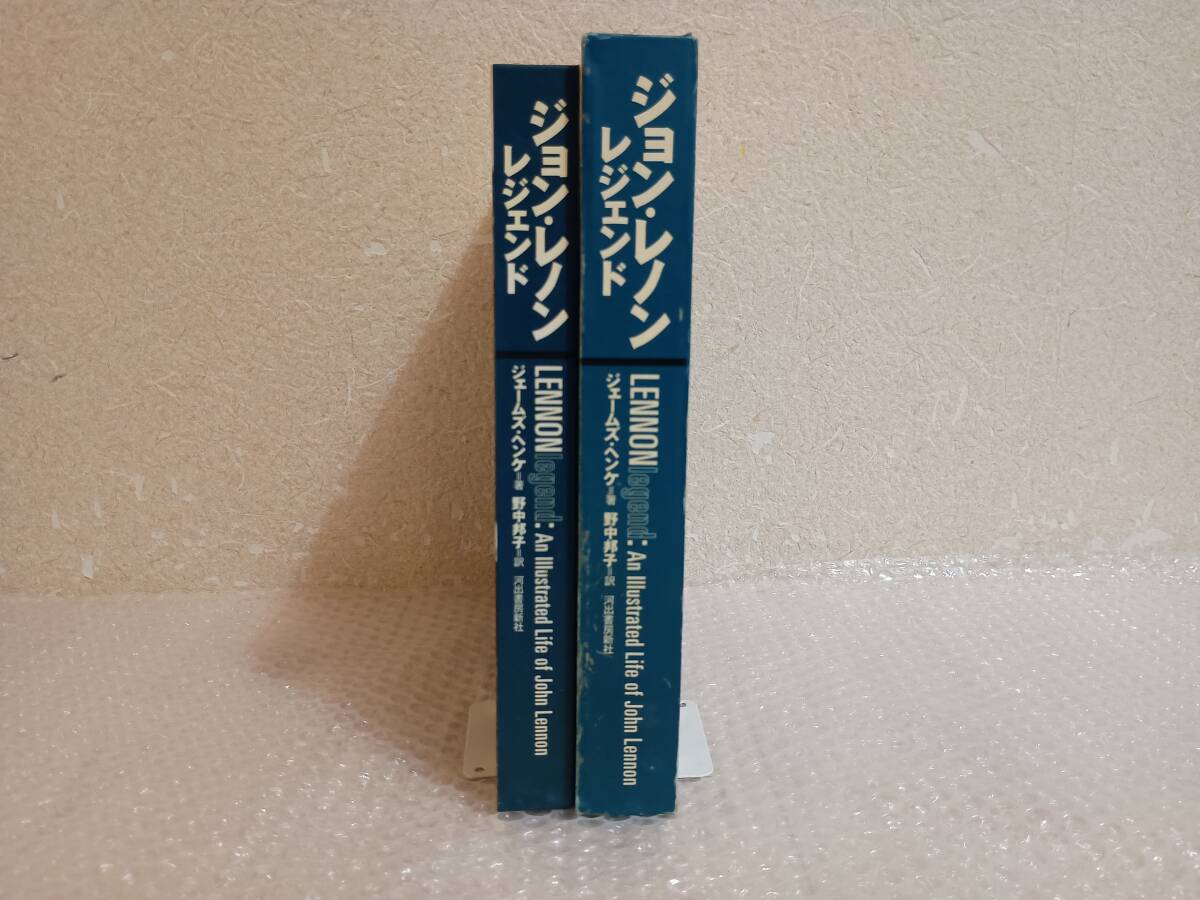 ジョン・レノン
レジェンド
LENNONlegend: An Illustrated Life of John Lennon
ジェームズ・ヘンケ=著 野中邦子=訳 河出書房新社
ジョン・レノン
レジェンド
LENNONlegend: An Illustrated Life of John Lennon
ジェームズ・ヘンケ=著 野中邦子=訳 河出書房新社